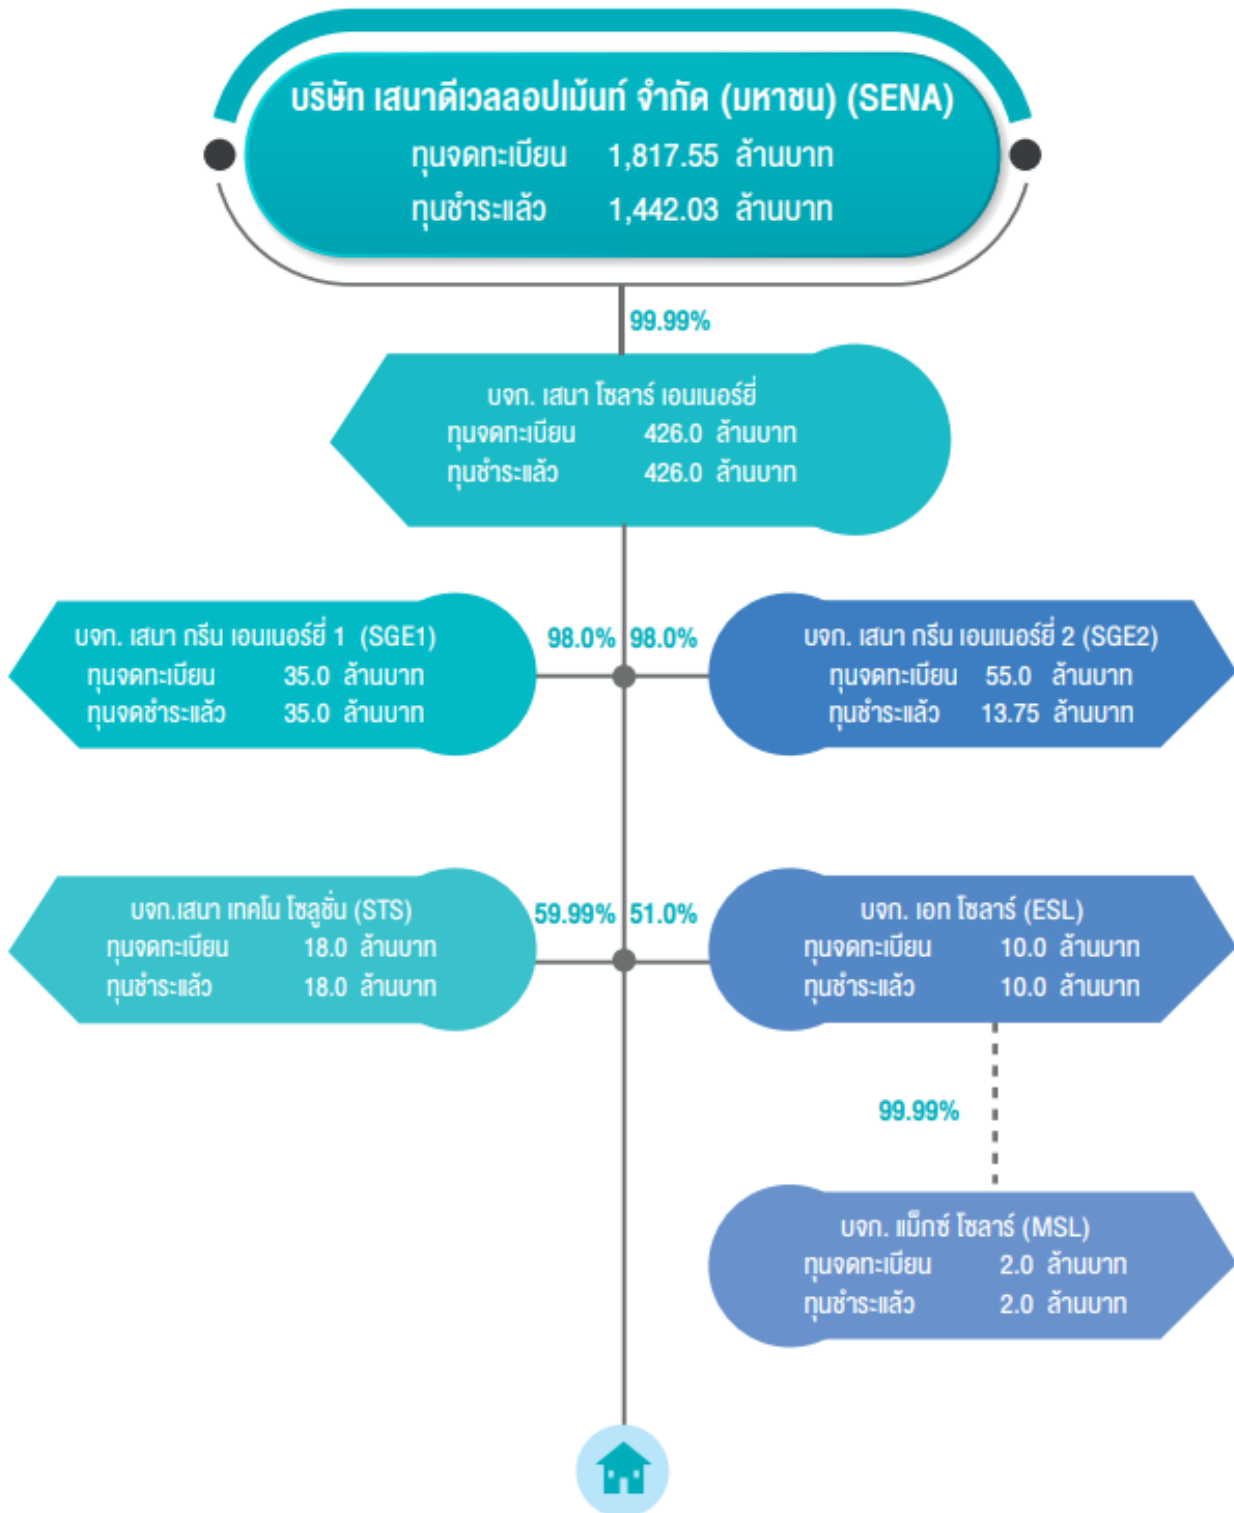 บริษัท เสนาดีเวลลอปเม้นท์ จำกัด (มหาชน) (SENA)
ทุนจดทะเบียน 1,817.55 ล้านบาท
ทุนชำระแล้ว 1,442.03 ล้านบาท
99.99%
บจก. เสนา โซลาร์ เอนเนอร์ยี่
ทุนจดทะเบียน 426.0 ล้านบาท
ทุนชำระแล้ว 426.0 ล้านบาท
บจก. เสนา กรีน เอนเนอร์ยี่ 1 (SGE1)
ทุนจดทะเบียน 35.0 ล้านบาท
ทุนจดชำระแล้ว 35.0 ล้านบาท
98.0% 98.0%
บจก. เสนา กรีน เอนเนอร์ยี่ 2 (SGE2)
ทุนจดทะเบียน 55.0 ล้านบาท
ทุนชำระแล้ว 13.75 ล้านบาท
บจก.เสนา เทคโน โซลูชั่น (STS)
ทุนจดทะเบียน 18.0 ล้านบาท
ทุนชำระแล้ว 18.0 ล้านบาท
59.99% 51.0%
บจก. เอท โซลาร์ (ESL)
ทุนจดทะเบียน 10.0 ล้านบาท
ทุนชำระแล้ว 10.0 ล้านบาท
99.99%
บจก. แม็กซ์ โซลาร์ (MSL)
ทุนจดทะเบียน 2.0 ล้านบาท
ทุนชำระแล้ว 2.0 ล้านบาท